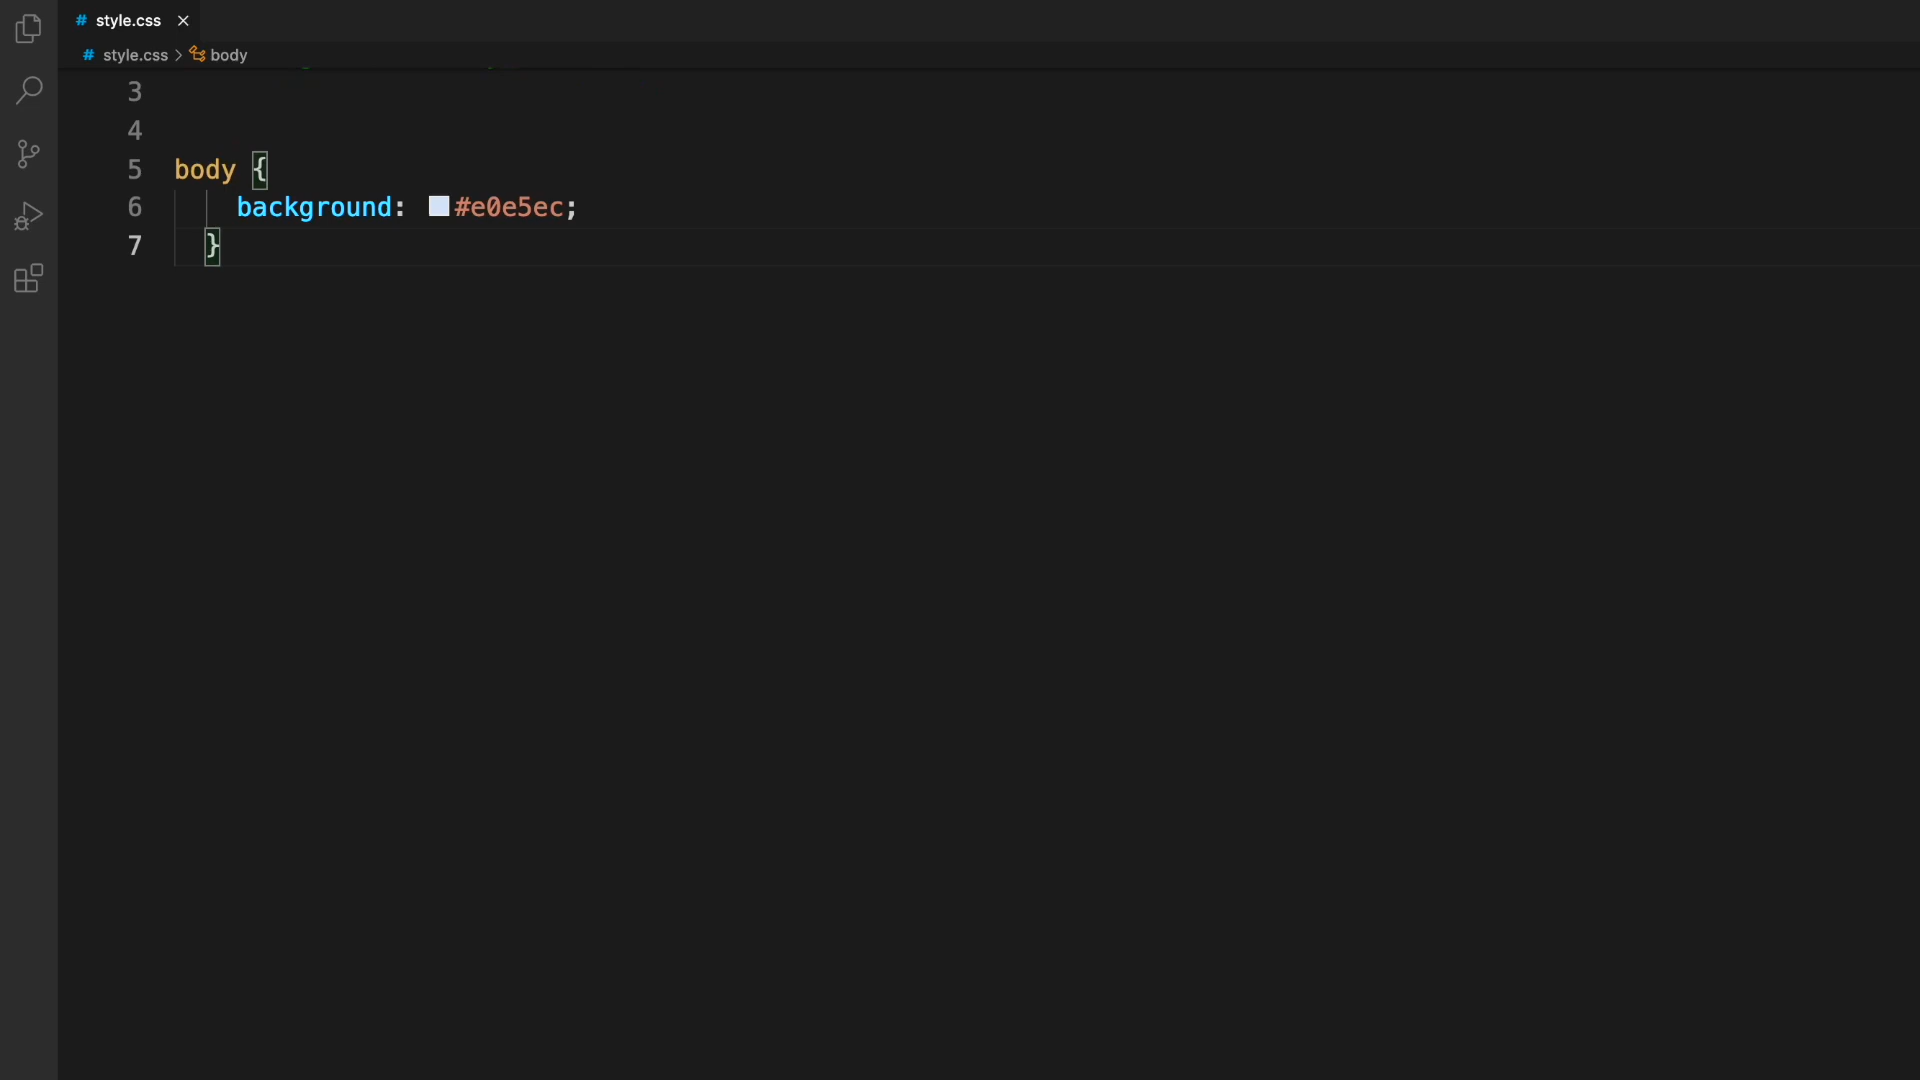 # style.css ×
# style.css > body
3
4
5 body {
6 background: #e0e5ec;
7 }